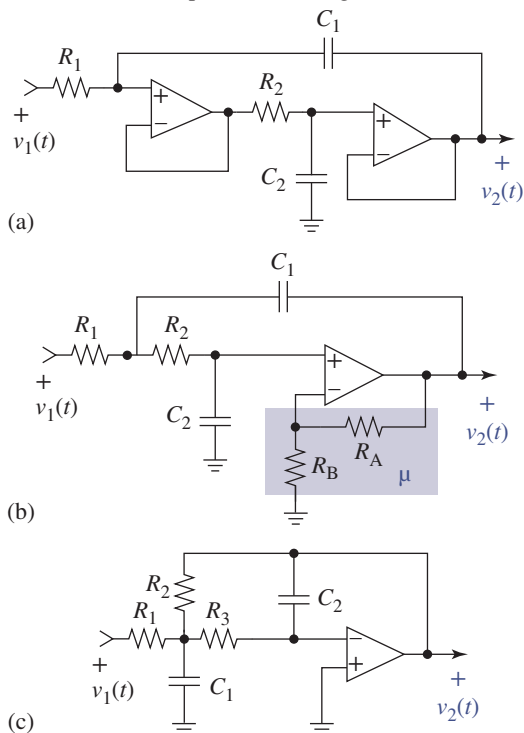 C1
R1
+
−
R2
+
−
C2
+
v1(t)
+
v2(t)
(a)
C1
R1
R2
+
−
C2
+
v1(t)
RA
RB
μ
+
v2(t)
(b)
R2
C2
R1
R3
−
+
C1
+
v1(t)
+
v2(t)
(c)